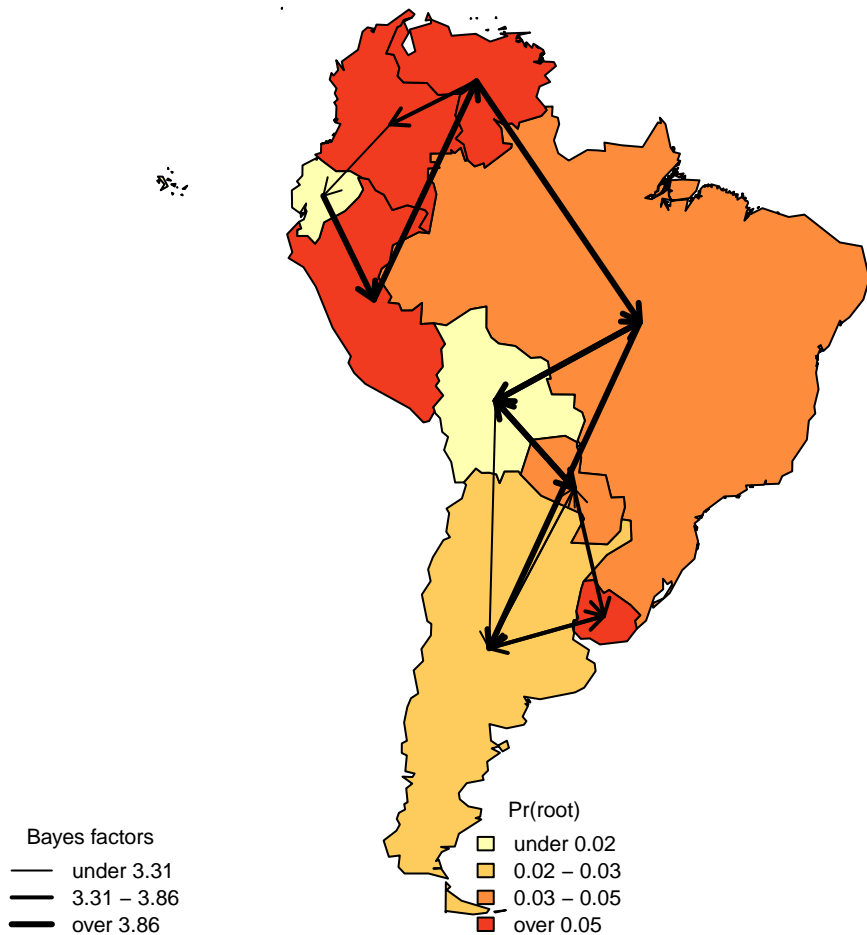 Bayes factors
under 3.31
3.31 − 3.86
over 3.86
Pr(root)
under 0.02
0.02 − 0.03
0.03 − 0.05
over 0.05